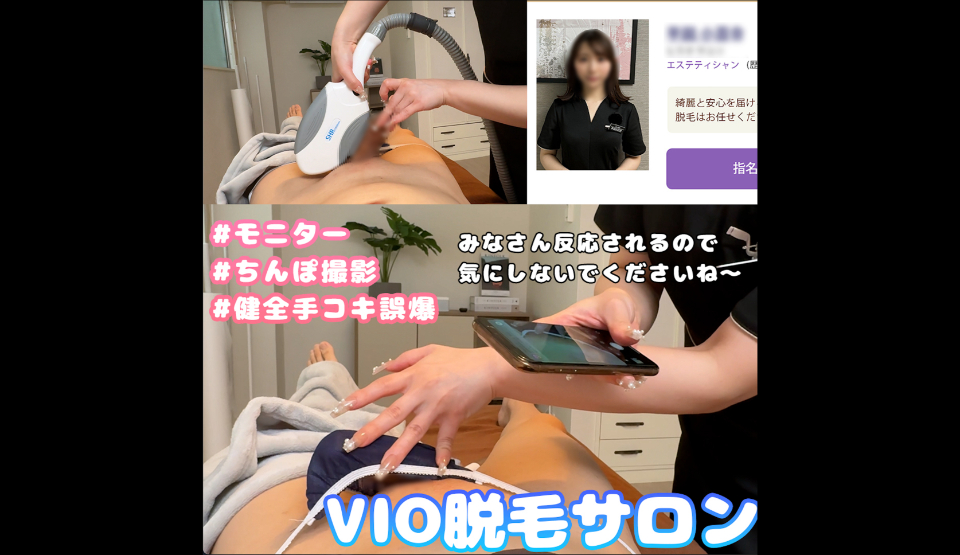 SHR
エステティシャン (歴
綺麗と安心を届け
脱毛はお任せくだ
指名
#モニター
#ちんぽ撮影
#健全手コキ誤爆
みなさん反応されるので
気にしないでくださいね〜
VIO脱毛サロン